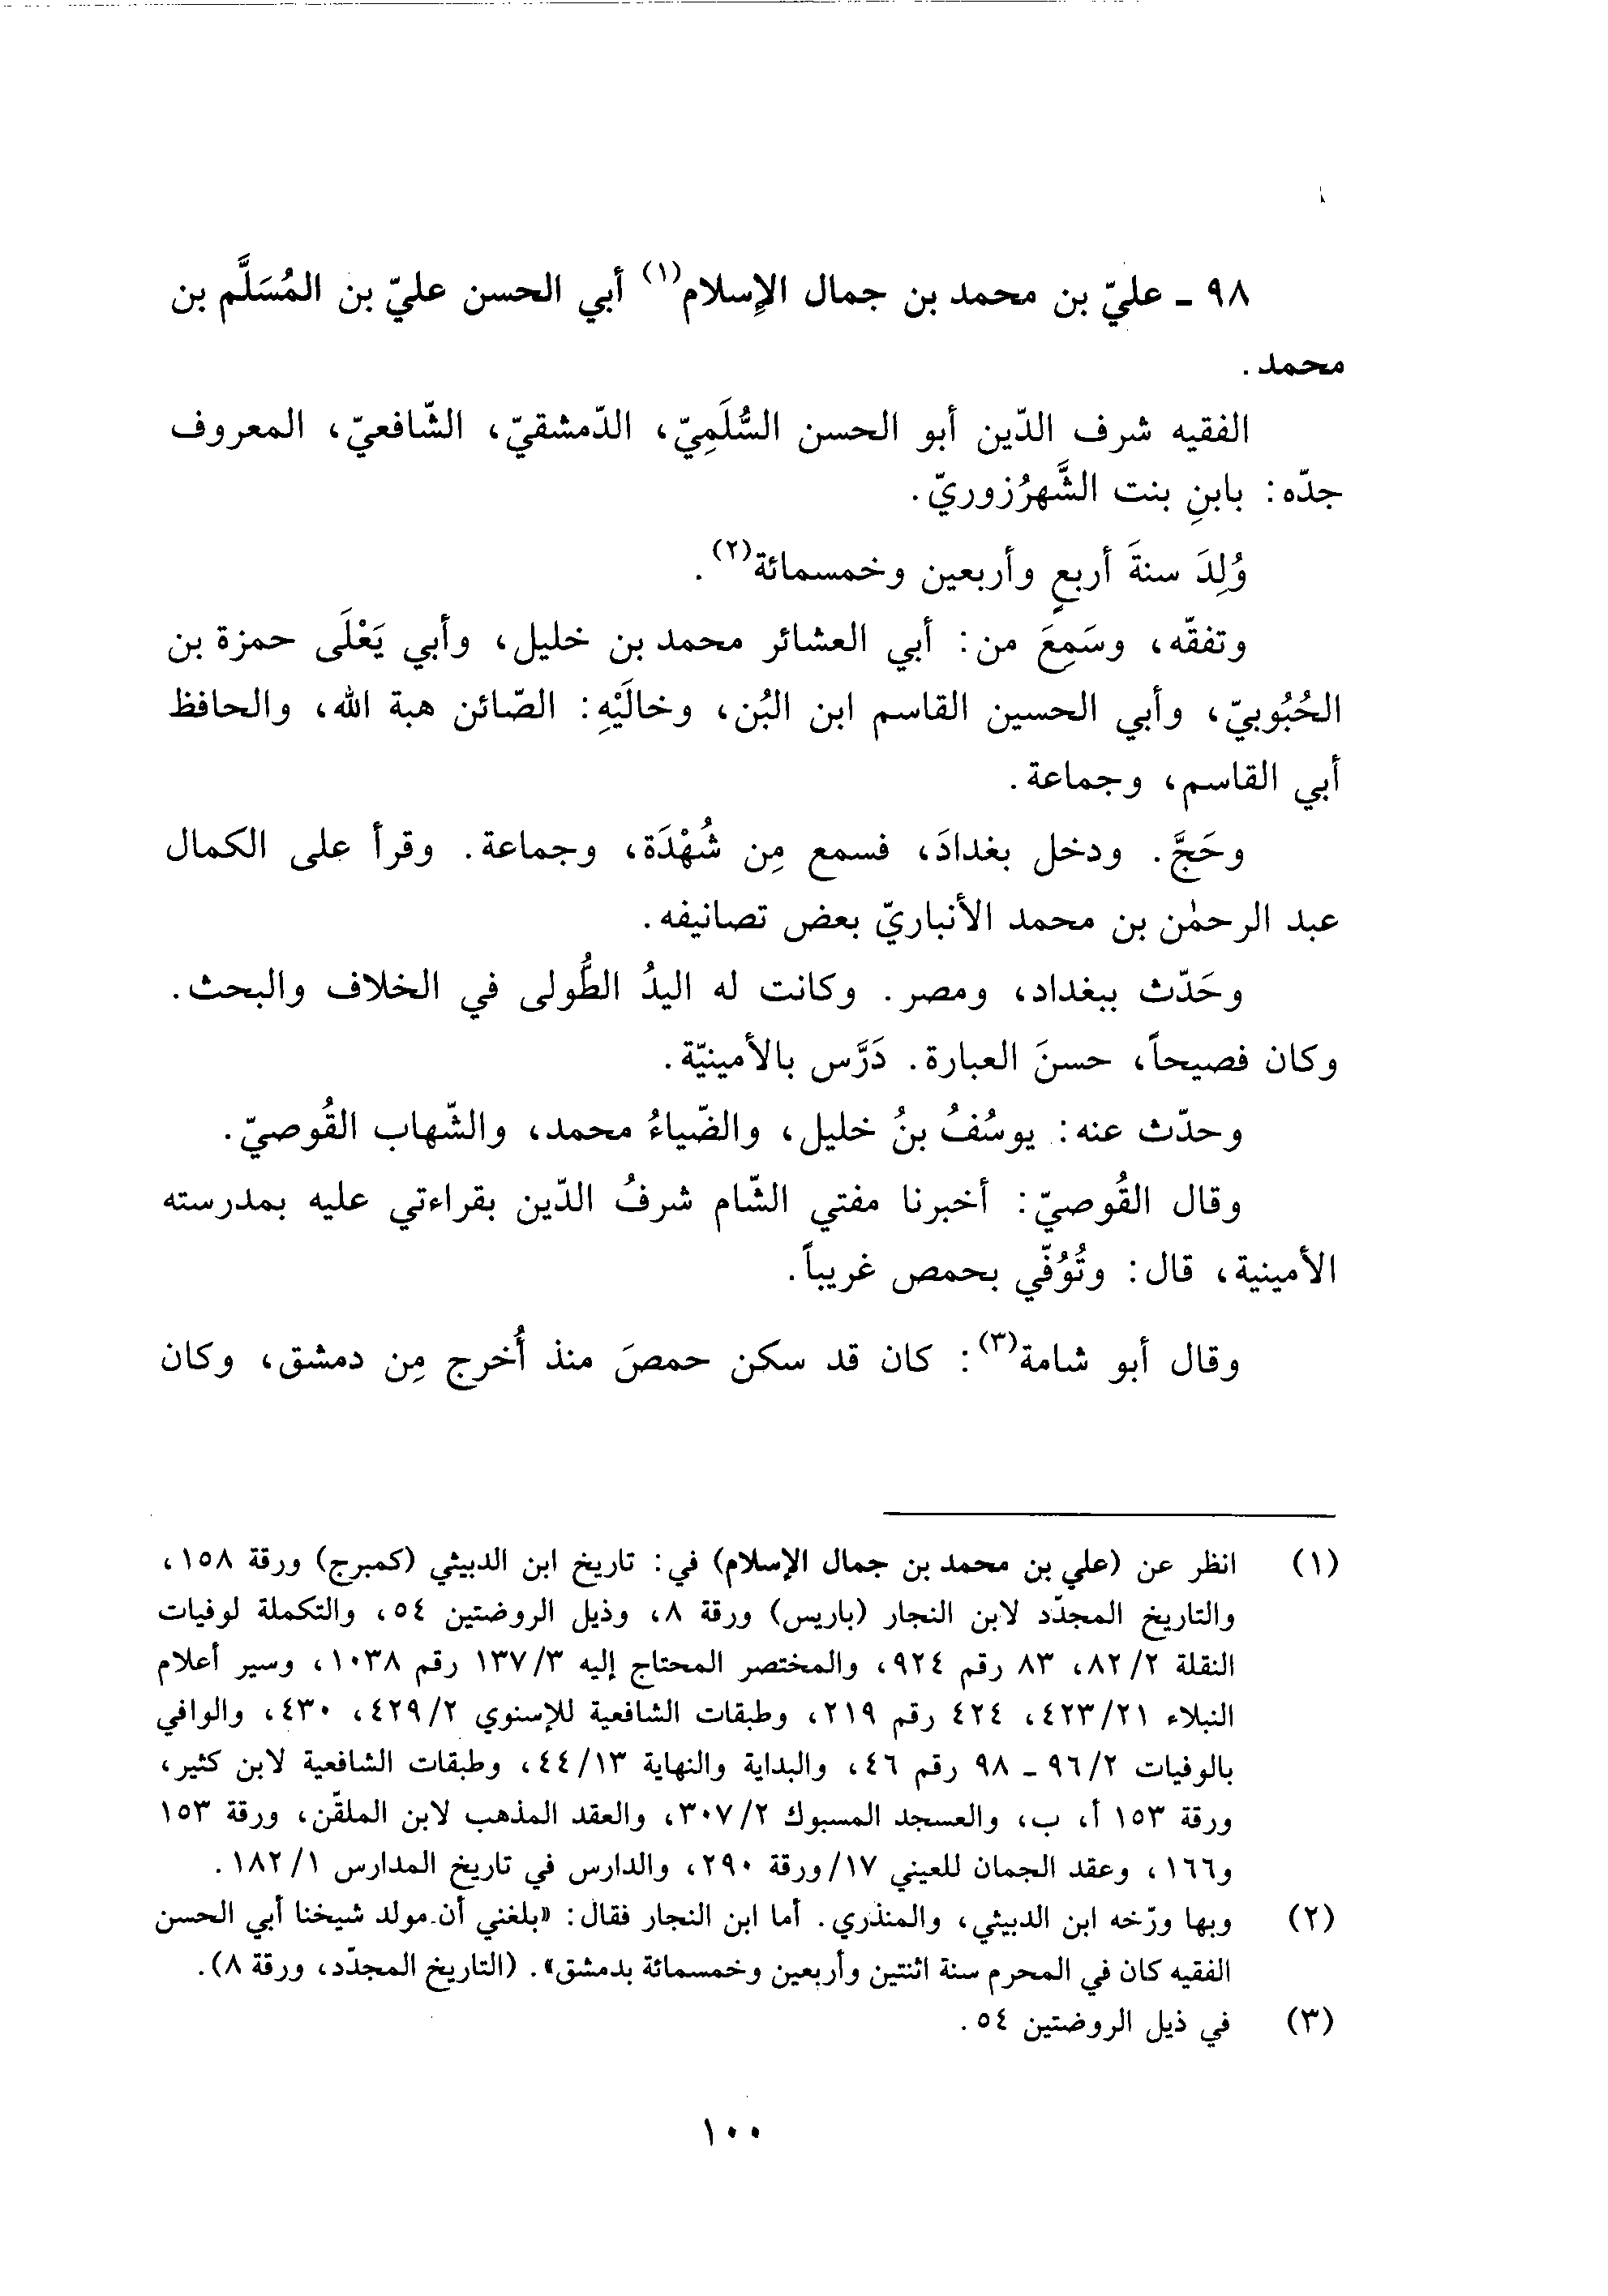 ٩٨ ـ عليّ بن محمد بن جمال الإسلام(١) أبي الحسن عليّ بن المُسَلَّم بن
محمد.
الفقيه شرف الدّين أبو الحسن السُّلَمِيّ، الدّمشقيّ، الشّافعيّ، المعروف
جدّه: بابنِ بنت الشَّهرُزوريّ.
وُلِدَ سنةَ أربعٍ وأربعين وخمسمائة(٢).
وتفقّه، وسَمِعَ من: أبي العشائر محمد بن خليل، وأبي يَعْلَى حمزة بن
الحُبُوبيّ، وأبي الحسين القاسم ابن البُن، وخالَيْهِ: الصّائن هبة الله، والحافظ
أبي القاسم، وجماعة.
وحَجَّ. ودخل بغدادَ، فسمع مِن شُهْدَة، وجماعة. وقرأ على الكمال
عبد الرحمٰن بن محمد الأنباريّ بعض تصانيفه.
وحَدّث ببغداد، ومصر. وكانت له اليدُ الطُّولى في الخلاف والبحث.
وكان فصيحاً، حسنَ العبارة. دَرَّس بالأمينيّة.
وحدّث عنه: يوسُفُ بنُ خليل، والضّياءُ محمد، والشّهاب القُوصيّ.
وقال القُوصيّ: أخبرنا مفتي الشّام شرفُ الدّين بقراءتي عليه بمدرسته
الأمينية، قال: وتُوُفّي بحمص غريباً.
وقال أبو شامة(٣): كان قد سكن حمصَ منذ أُخرج مِن دمشق، وكان
(١) انظر عن (علي بن محمد بن جمال الإسلام) في: تاريخ ابن الدبيثي (كمبرج) ورقة ١٥٨،
والتاريخ المجدّد لابن النجار (باريس) ورقة ٨، وذيل الروضتين ٥٤، والتكملة لوفيات
النقلة ٨٢/٢، ٨٣ رقم ٩٢٤، والمختصر المحتاج إليه ١٣٧/٣ رقم ١٠٣٨، وسير أعلام
النبلاء ٤٢٣/٢١، ٤٢٤ رقم ٢١٩، وطبقات الشافعية للإسنوي ٤٢٩/٢، ٤٣٠، والوافي
بالوفيات ٩٦/٢ ـ ٩٨ رقم ٤٦، والبداية والنهاية ٤٤/١٣، وطبقات الشافعية لابن كثير،
ورقة ١٥٣ أ، ب، والعسجد المسبوك ٣٠٧/٢، والعقد المذهب لابن الملقّن، ورقة ١٥٣
و١٦٦، وعقد الجمان للعيني ١٧/ورقة ٢٩٠، والدارس في تاريخ المدارس ١٨٢/١.
(٢) وبها ورّخه ابن الدبيثي، والمنذري. أما ابن النجار فقال: «بلغني أن مولد شيخنا أبي الحسن
الفقيه كان في المحرم سنة اثنتين وأربعين وخمسمائة بدمشق». (التاريخ المجدّد، ورقة ٨).
(٣) في ذيل الروضتين ٥٤.
١٠٠